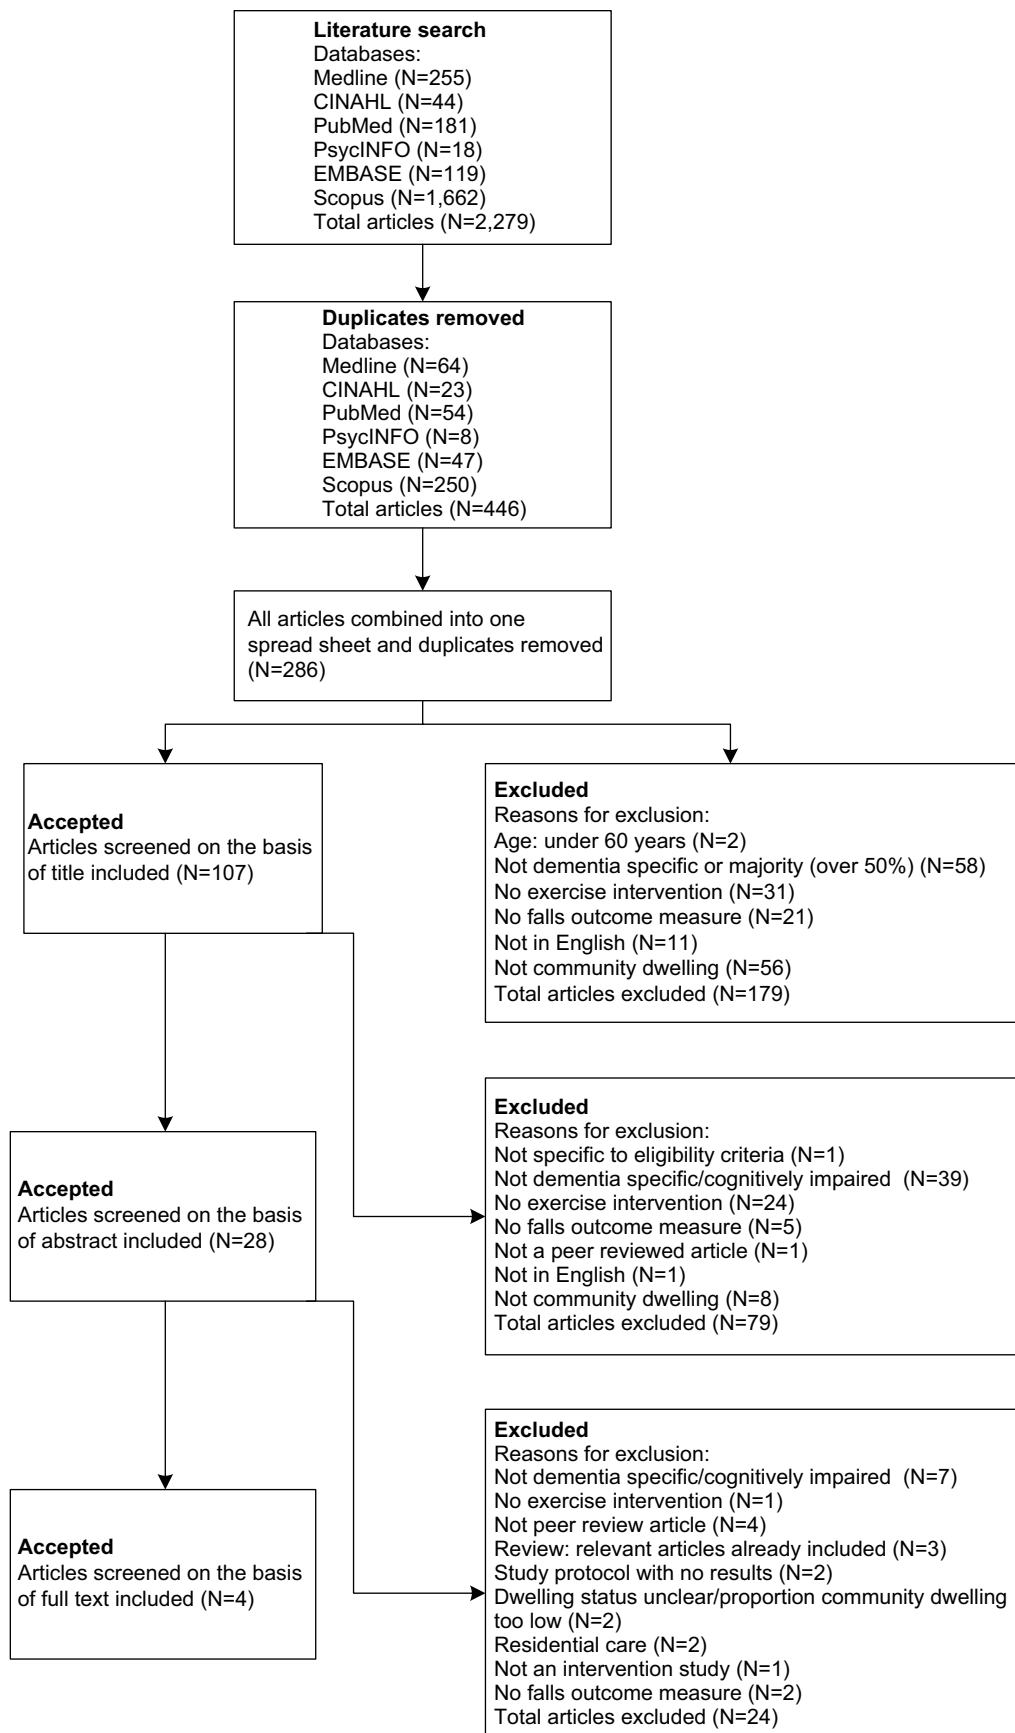 Literature search
Databases:
Medline (N=255)
CINAHL (N=44)
PubMed (N=181)
PsycINFO (N=18)
EMBASE (N=119)
Scopus (N=1,662)
Total articles (N=2,279)
Duplicates removed
Databases:
Medline (N=64)
CINAHL (N=23)
PubMed (N=54)
PsycINFO (N=8)
EMBASE (N=47)
Scopus (N=250)
Total articles (N=446)
All articles combined into one
spread sheet and duplicates removed
(N=286)
Accepted
Articles screened on the basis
of title included (N=107)
Excluded
Reasons for exclusion:
Age: under 60 years (N=2)
Not dementia specific or majority (over 50%) (N=58)
No exercise intervention (N=31)
No falls outcome measure (N=21)
Not in English (N=11)
Not community dwelling (N=56)
Total articles excluded (N=179)
Accepted
Articles screened on the basis
of abstract included (N=28)
Excluded
Reasons for exclusion:
Not specific to eligibility criteria (N=1)
Not dementia specific/cognitively impaired (N=39)
No exercise intervention (N=24)
No falls outcome measure (N=5)
Not a peer reviewed article (N=1)
Not in English (N=1)
Not community dwelling (N=8)
Total articles excluded (N=79)
Accepted
Articles screened on the basis
of full text included (N=4)
Excluded
Reasons for exclusion:
Not dementia specific/cognitively impaired (N=7)
No exercise intervention (N=1)
Not peer review article (N=4)
Review: relevant articles already included (N=3)
Study protocol with no results (N=2)
Dwelling status unclear/proportion community dwelling
too low (N=2)
Residential care (N=2)
Not an intervention study (N=1)
No falls outcome measure (N=2)
Total articles excluded (N=24)